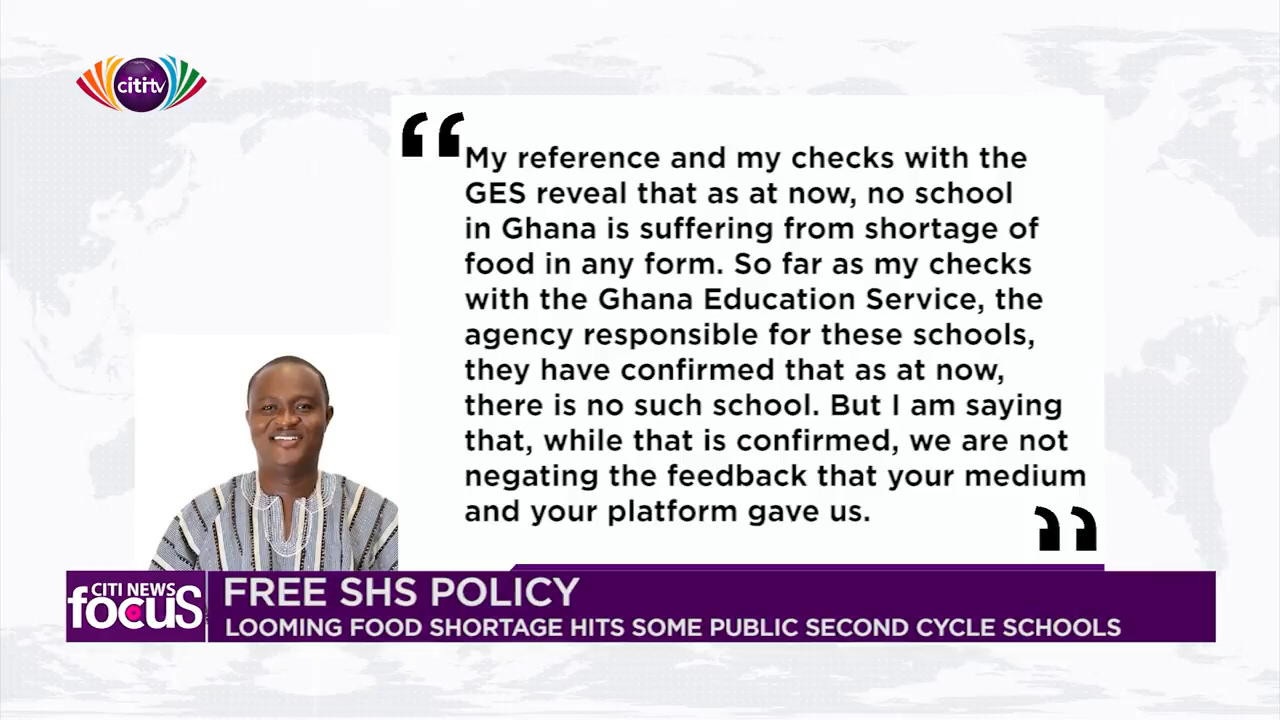 cititv
“
My reference and my checks with the
GES reveal that as at now, no school
in Ghana is suffering from shortage of
food in any form. So far as my checks
with the Ghana Education Service, the
agency responsible for these schools,
they have confirmed that as at now,
there is no such school. But I am saying
that, while that is confirmed, we are not
negating the feedback that your medium
and your platform gave us.
”
CITI NEWS
focus
FREE SHS POLICY
LOOMING FOOD SHORTAGE HITS SOME PUBLIC SECOND CYCLE SCHOOLS